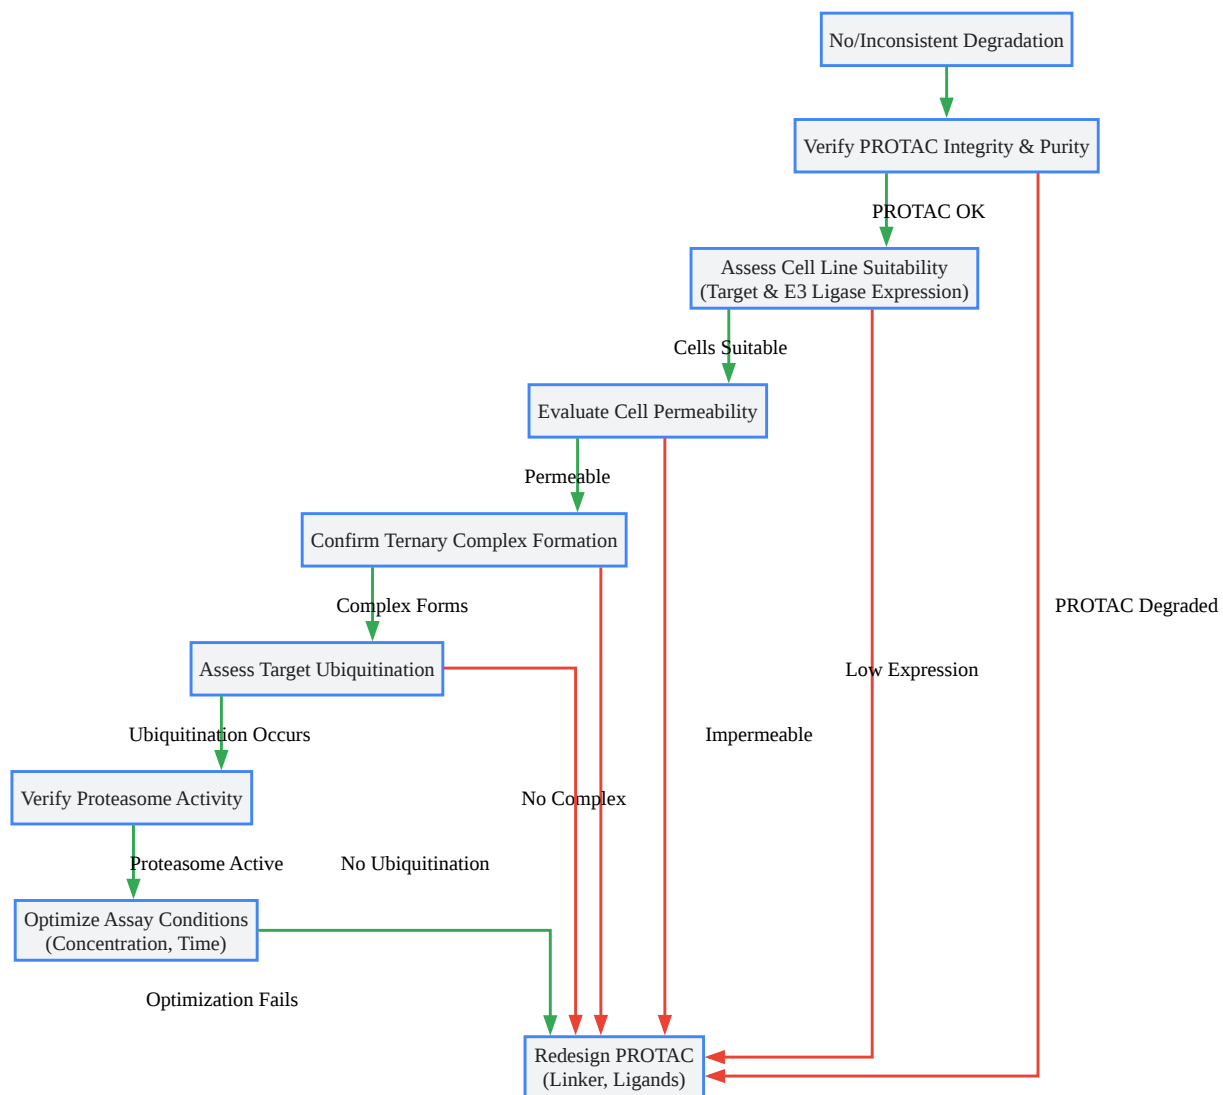 No/Inconsistent Degradation
Verify PROTAC Integrity & Purity
PROTAC OK
Assess Cell Line Suitability
(Target & E3 Ligase Expression)
Cells Suitable
Evaluate Cell Permeability
Permeable
Confirm Ternary Complex Formation
Complex Forms
PROTAC Degraded
Assess Target Ubiquitination
Low Expression
Ubiquitination Occurs
Impermeable
Verify Proteasome Activity
No Complex
Proteasome Active
No Ubiquitination
Optimize Assay Conditions
(Concentration, Time)
Optimization Fails
Redesign PROTAC
(Linker, Ligands)